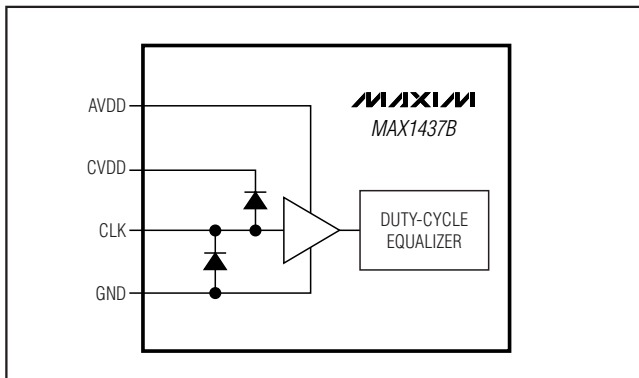 AVDD
MAXIM
MAX1437B
CVDD
CLK
DUTY-CYCLE
EQUALIZER
GND